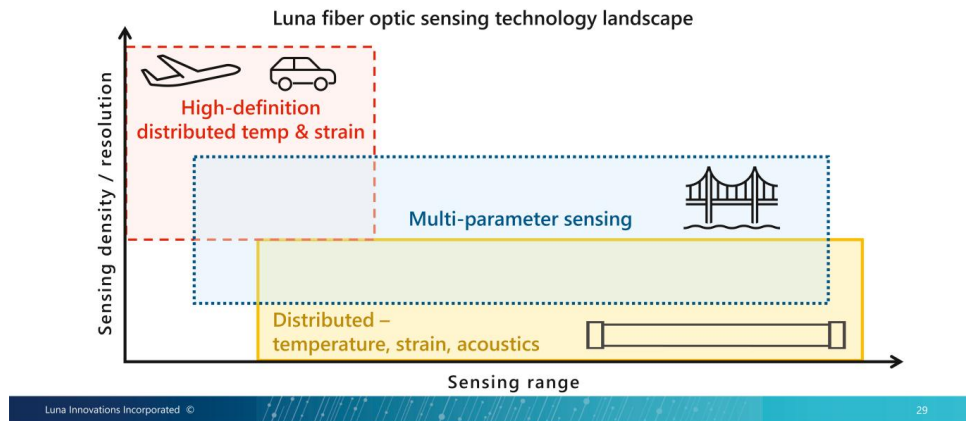 Luna fiber optic sensing technology landscape
Sensing density / resolution
High-definition
distributed temp & strain
Multi-parameter sensing
Distributed –
temperature, strain, acoustics
Sensing range
Luna Innovations Incorporated ©
29